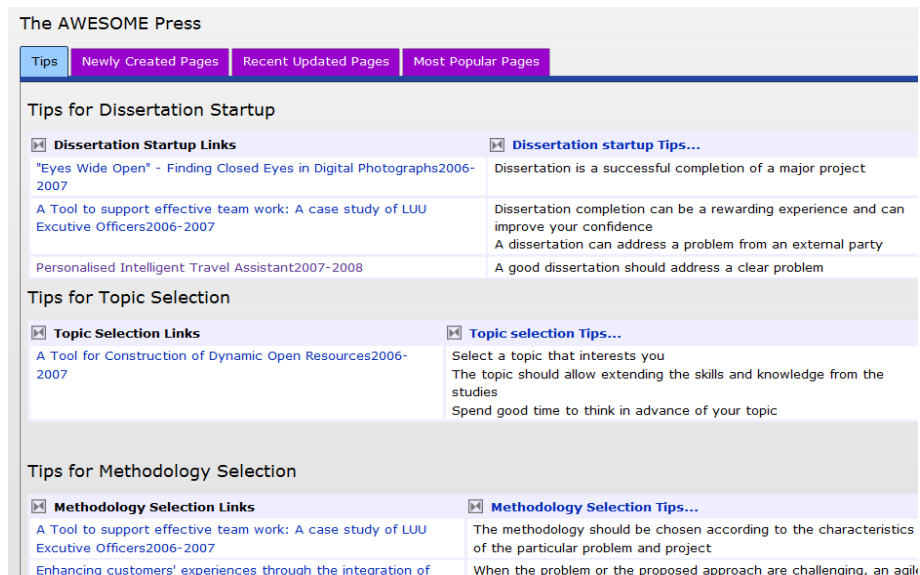 The AWESOME Press
Tips
Newly Created Pages
Recent Updated Pages
Most Popular Pages
Tips for Dissertation Startup
Dissertation Startup Links
Dissertation startup Tips...
"Eyes Wide Open" - Finding Closed Eyes in Digital Photographs2006-
2007
Dissertation is a successful completion of a major project
A Tool to support effective team work: A case study of LUU
Excutive Officers2006-2007
Dissertation completion can be a rewarding experience and can
improve your confidence
A dissertation can address a problem from an external party
Personalised Intelligent Travel Assistant2007-2008
A good dissertation should address a clear problem
Tips for Topic Selection
Topic Selection Links
Topic selection Tips...
A Tool for Construction of Dynamic Open Resources2006-
2007
Select a topic that interests you
The topic should allow extending the skills and knowledge from the
studies
Spend good time to think in advance of your topic
Tips for Methodology Selection
Methodology Selection Links
Methodology Selection Tips...
A Tool to support effective team work: A case study of LUU
Excutive Officers2006-2007
The methodology should be chosen according to the characteristics
of the particular problem and project
Enhancing customers' experiences through the integration of
When the problem or the proposed approach are challenging, an agile